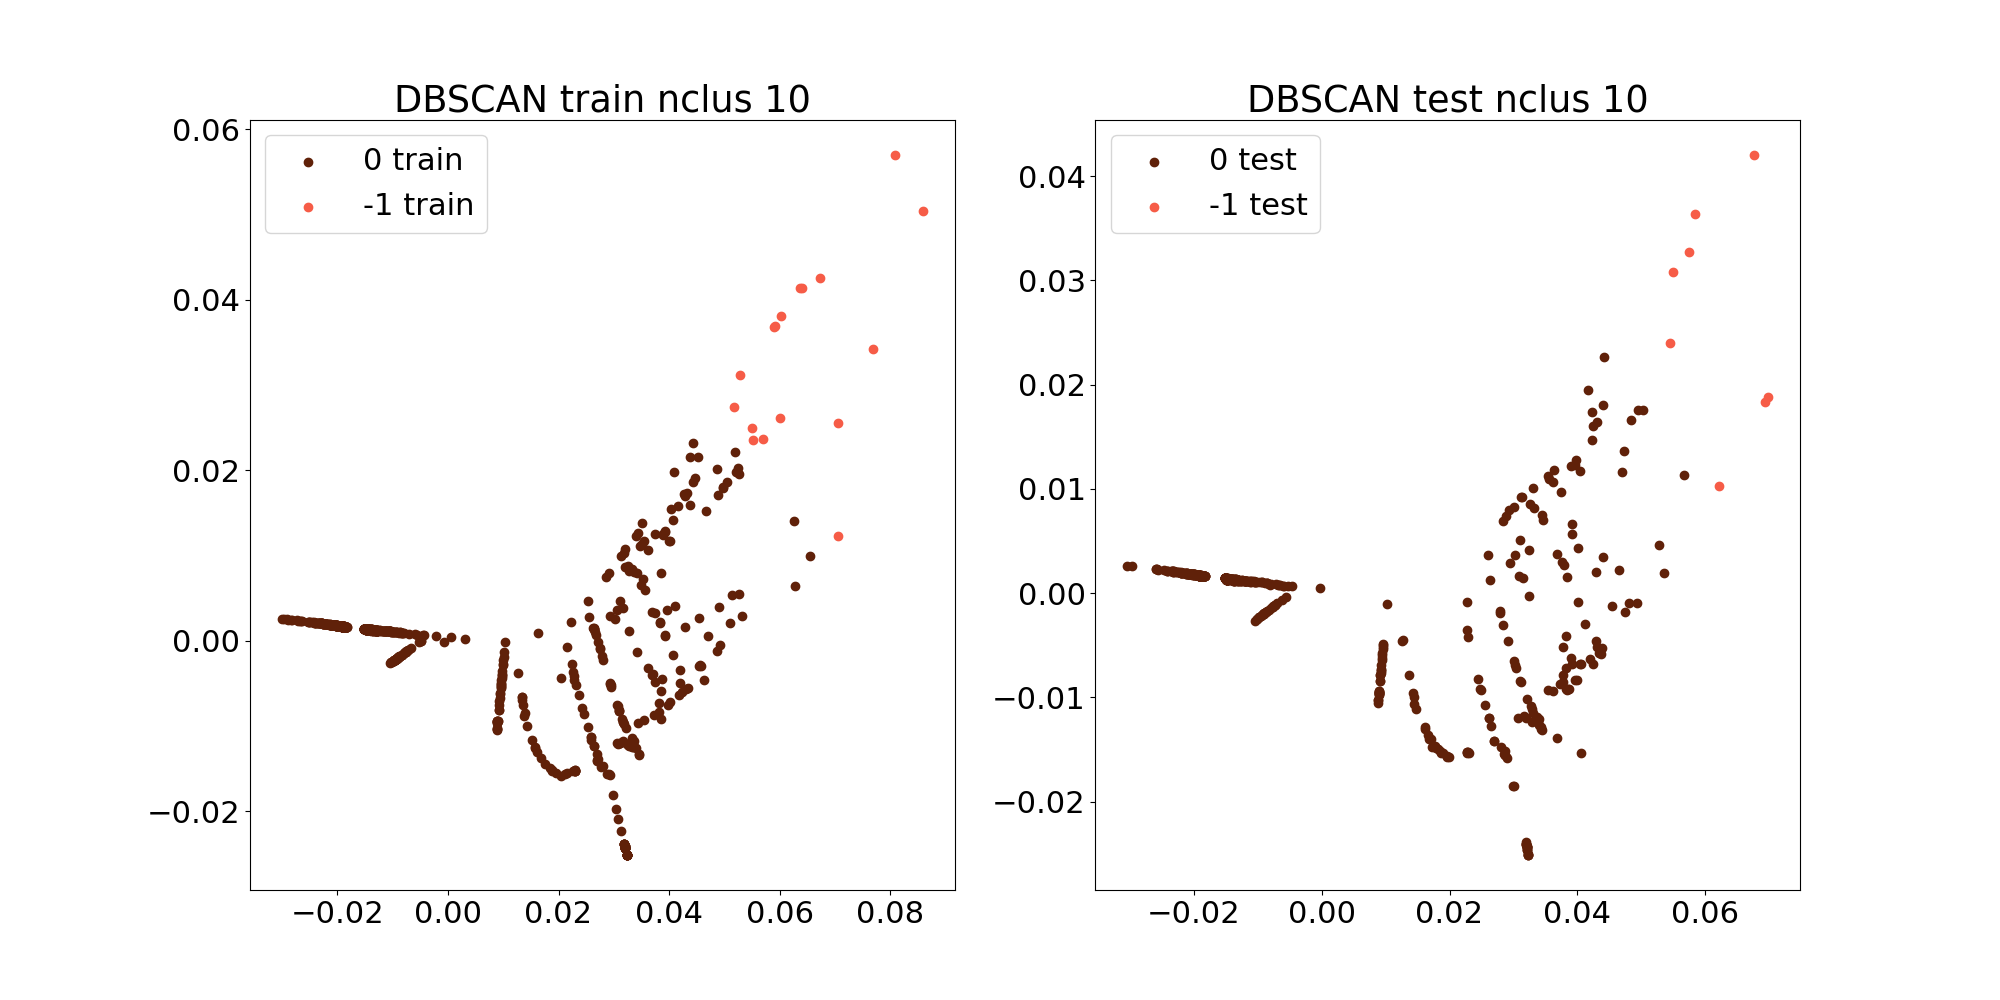 DBSCAN train nclus 10
0 train
-1 train
0.06
0.04
0.02
0.00
−0.02
−0.02 0.00 0.02 0.04 0.06 0.08
DBSCAN test nclus 10
0 test
-1 test
0.04
0.03
0.02
0.01
0.00
−0.01
−0.02
−0.02 0.00 0.02 0.04 0.06